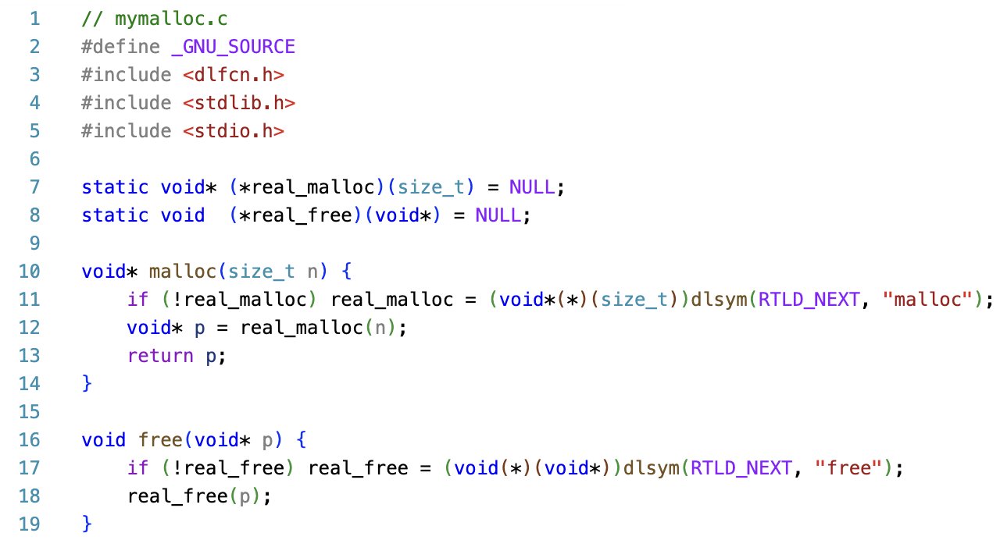 1 // mymalloc.c
2 #define _GNU_SOURCE
3 #include <dlfcn.h>
4 #include <stdlib.h>
5 #include <stdio.h>
6
7 static void* (*real_malloc)(size_t) = NULL;
8 static void  (*real_free)(void*) = NULL;
9
10 void* malloc(size_t n) {
11     if (!real_malloc) real_malloc = (void*(*)(size_t))dlsym(RTLD_NEXT, "malloc");
12     void* p = real_malloc(n);
13     return p;
14 }
15
16 void free(void* p) {
17     if (!real_free) real_free = (void(*)(void*))dlsym(RTLD_NEXT, "free");
18     real_free(p);
19 }